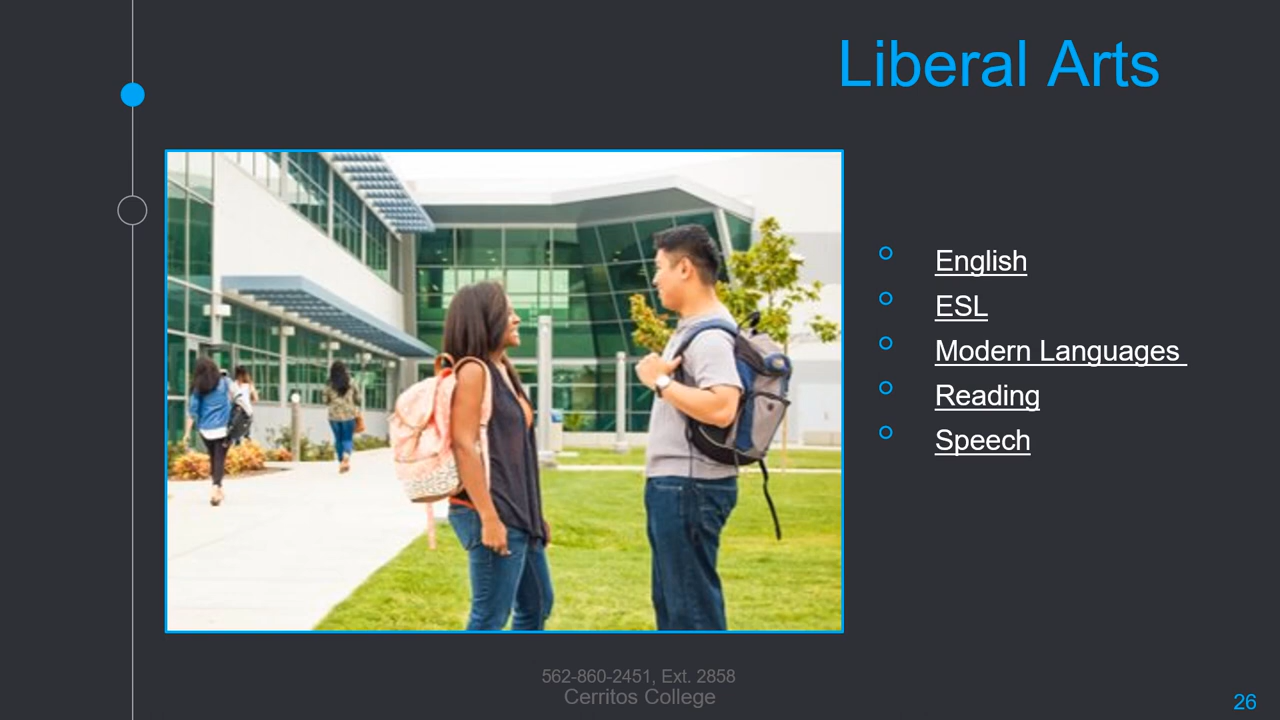 Liberal Arts
English
ESL
Modern Languages
Reading
Speech
562-860-2451, Ext. 2858
Cerritos College
26